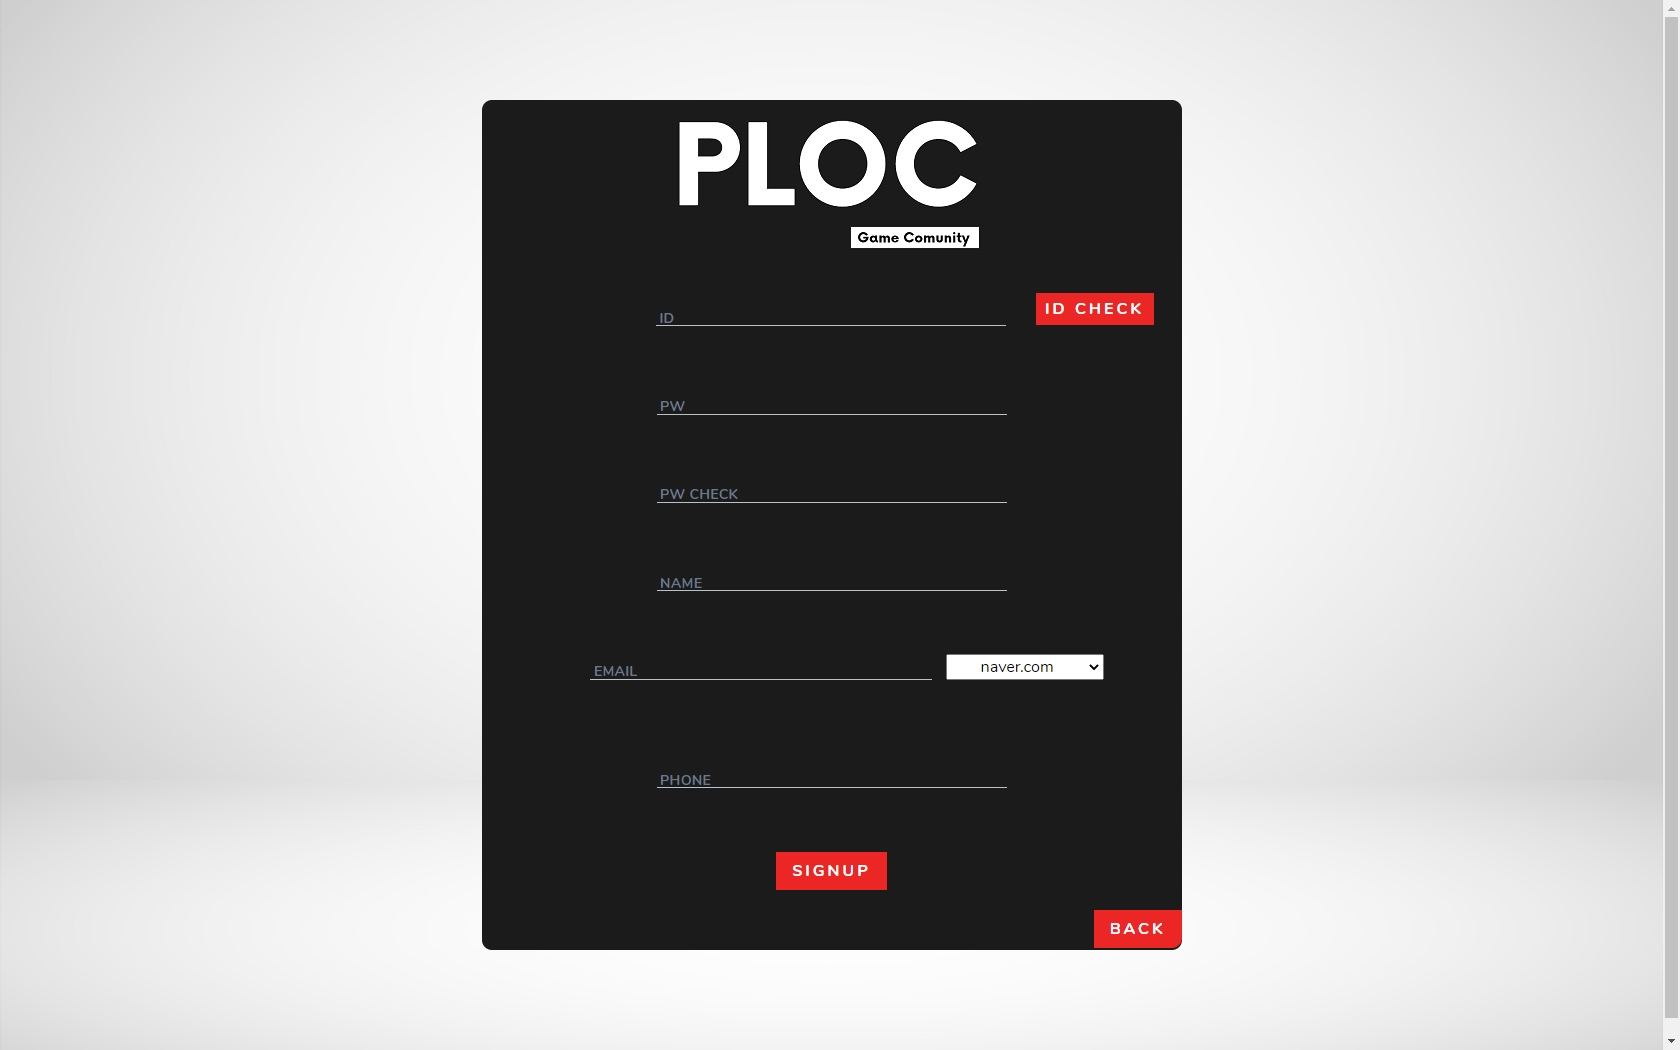 PLOC
Game Comunity
ID
ID CHECK
PW
PW CHECK
NAME
EMAIL
naver.com
PHONE
SIGNUP
BACK